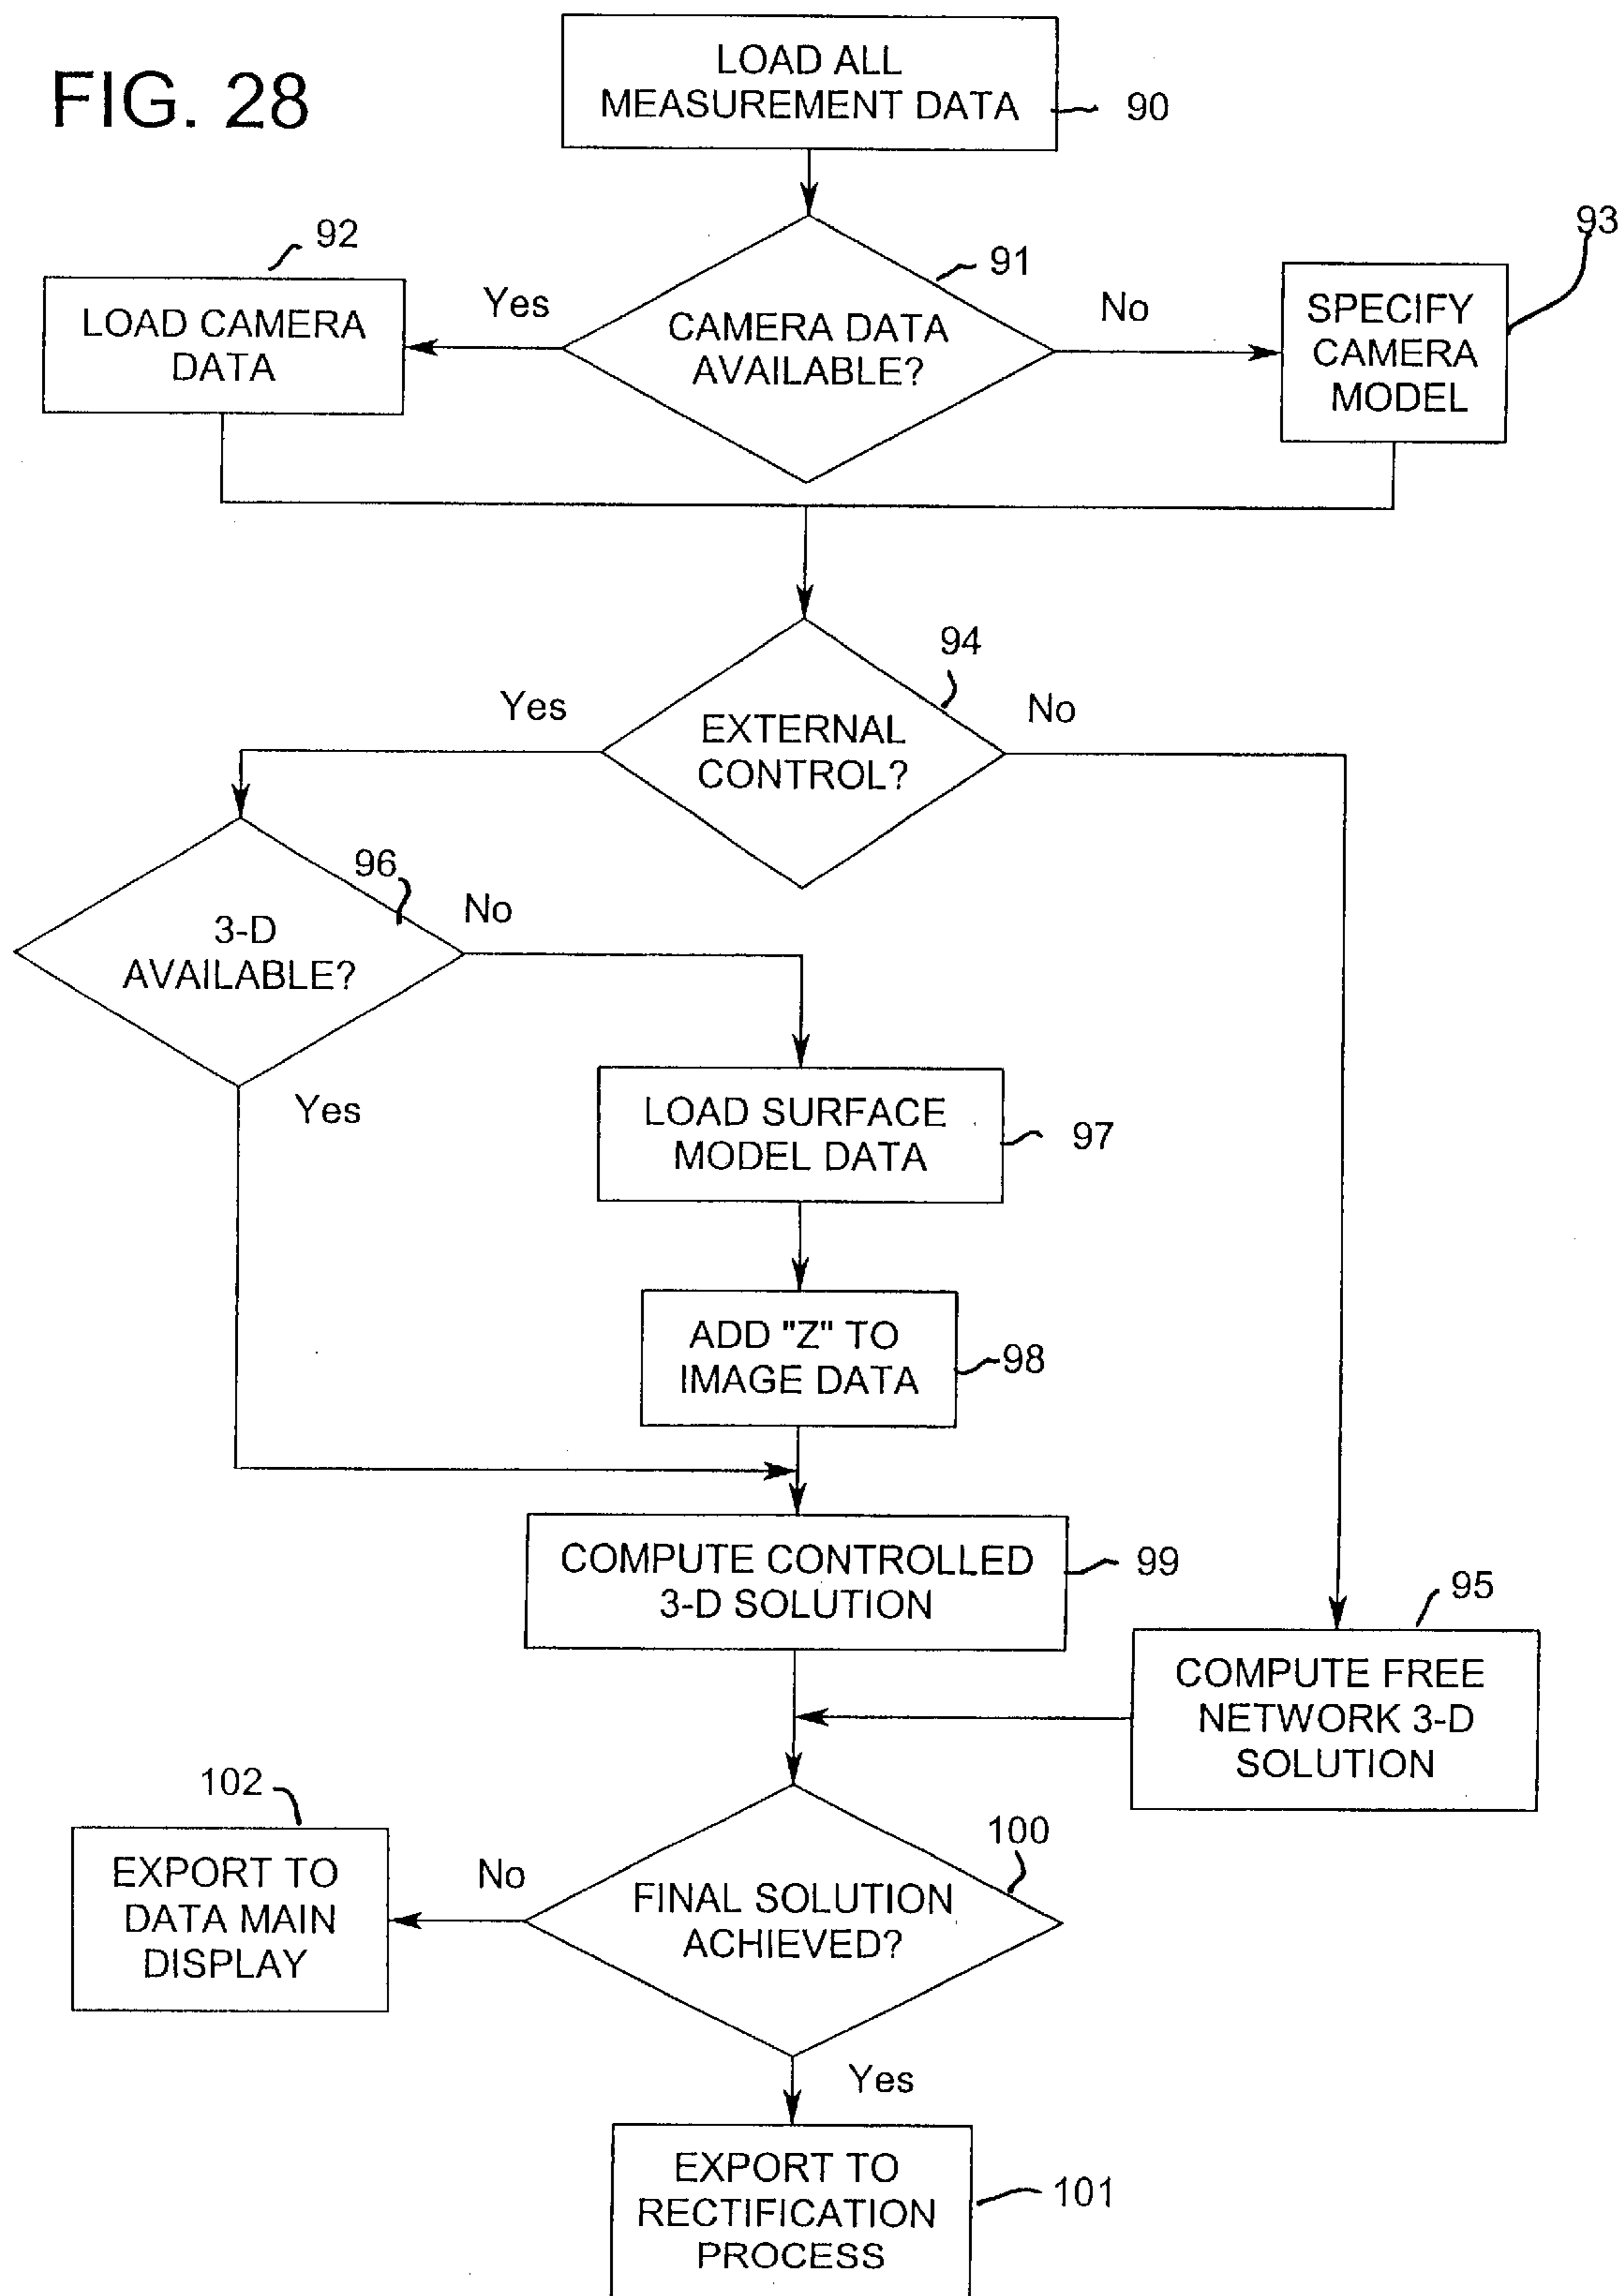 FIG. 28
LOAD ALL
MEASUREMENT DATA
90
92
91
93
LOAD CAMERA
DATA
Yes
CAMERA DATA
AVAILABLE?
No
SPECIFY
CAMERA
MODEL
94
Yes
EXTERNAL
CONTROL?
No
96
3-D
AVAILABLE?
No
Yes
LOAD SURFACE
MODEL DATA
97
ADD "Z" TO
IMAGE DATA
98
COMPUTE CONTROLLED
3-D SOLUTION
99
95
COMPUTE FREE
NETWORK 3-D
SOLUTION
102
100
EXPORT TO
DATA MAIN
DISPLAY
No
FINAL SOLUTION
ACHIEVED?
Yes
EXPORT TO
RECTIFICATION
PROCESS
101